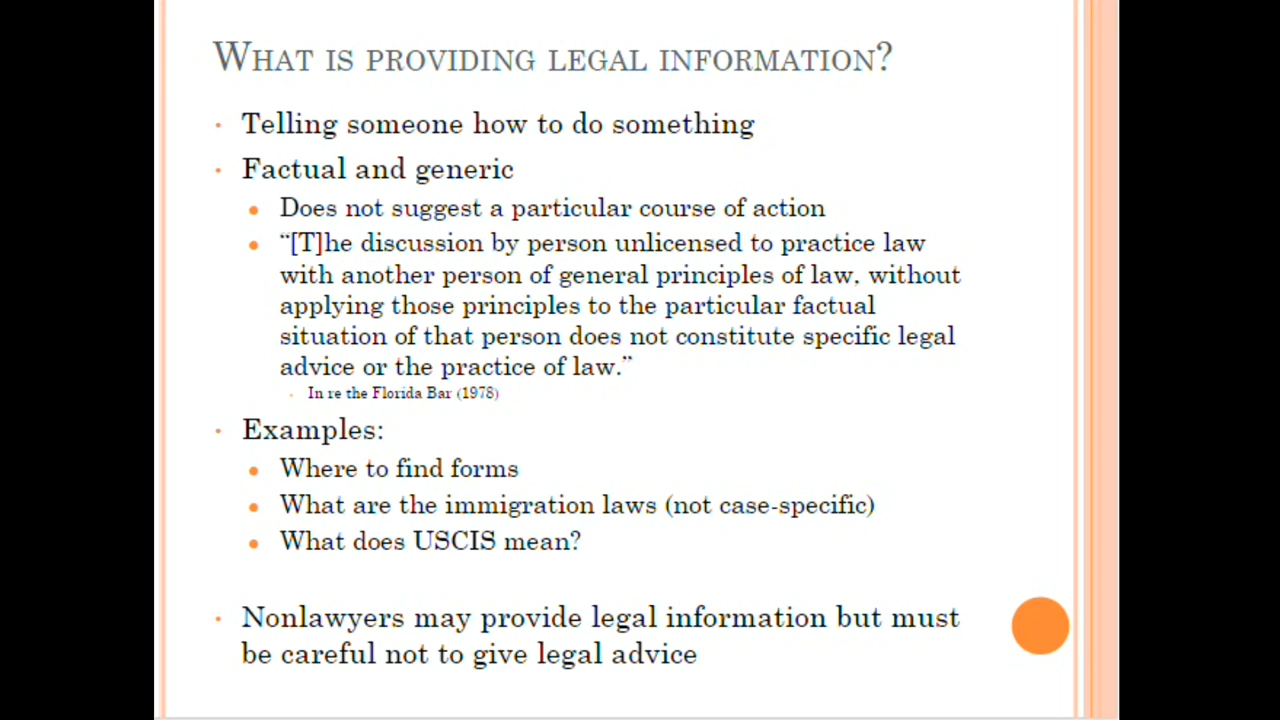 WHAT IS PROVIDING LEGAL INFORMATION?
• Telling someone how to do something
• Factual and generic
• Does not suggest a particular course of action
• “[T]he discussion by person unlicensed to practice law
with another person of general principles of law, without
applying those principles to the particular factual
situation of that person does not constitute specific legal
advice or the practice of law.”
• In re the Florida Bar (1978)
• Examples:
• Where to find forms
• What are the immigration laws (not case-specific)
• What does USCIS mean?
• Nonlawyers may provide legal information but must
be careful not to give legal advice